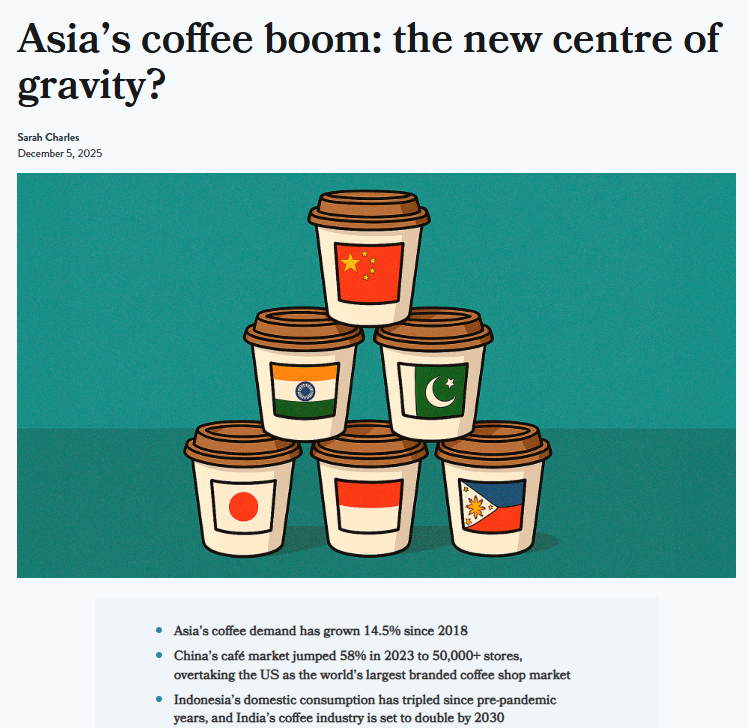 Asia’s coffee boom: the new centre of
gravity?
Sarah Charles
December 5, 2025
Asia’s coffee demand has grown 14.5% since 2018
China’s café market jumped 58% in 2023 to 50,000+ stores,
overtaking the US as the world’s largest branded coffee shop market
Indonesia’s domestic consumption has tripled since pre-pandemic
years, and India’s coffee industry is set to double by 2030